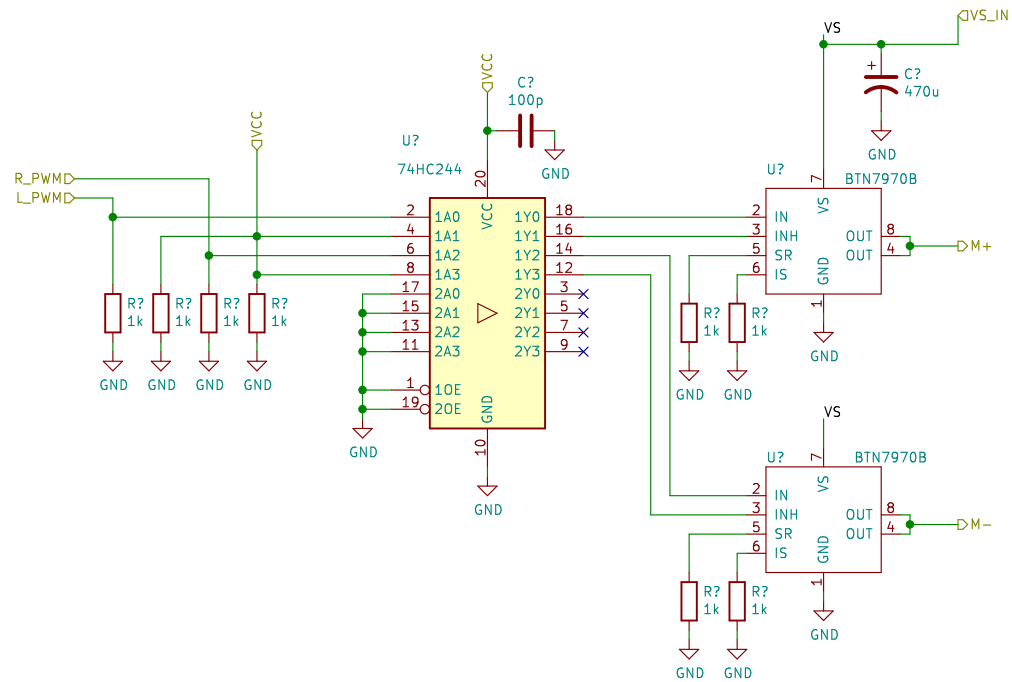 VS
VS_IN
VCC
C?
100p
C?
470u
GND
GND
VCC
U?
74HC244
20
R_PWM
L_PWM
U?
BTN7970B
7
VS
2 1A0 VCC 1Y0 18
4 1A1 1Y1 16
6 1A2 1Y2 14
8 1A3 1Y3 12
17 2A0 2Y0 3
15 2A1 2Y1 5
13 2A2 2Y2 7
11 2A3 2Y3 9
1 1OE
19 2OE
GND
10
GND
GND
2 IN
3 INH OUT 8
5 SR OUT 4
6 IS GND
M+
1
GND
R? R? R? R?
1k 1k 1k 1k
GND GND GND GND
R? R?
1k 1k
GND GND
VS
U?
BTN7970B
7
VS
2 IN
3 INH OUT 8
5 SR OUT 4
6 IS GND
M-
1
GND
R? R?
1k 1k
GND GND